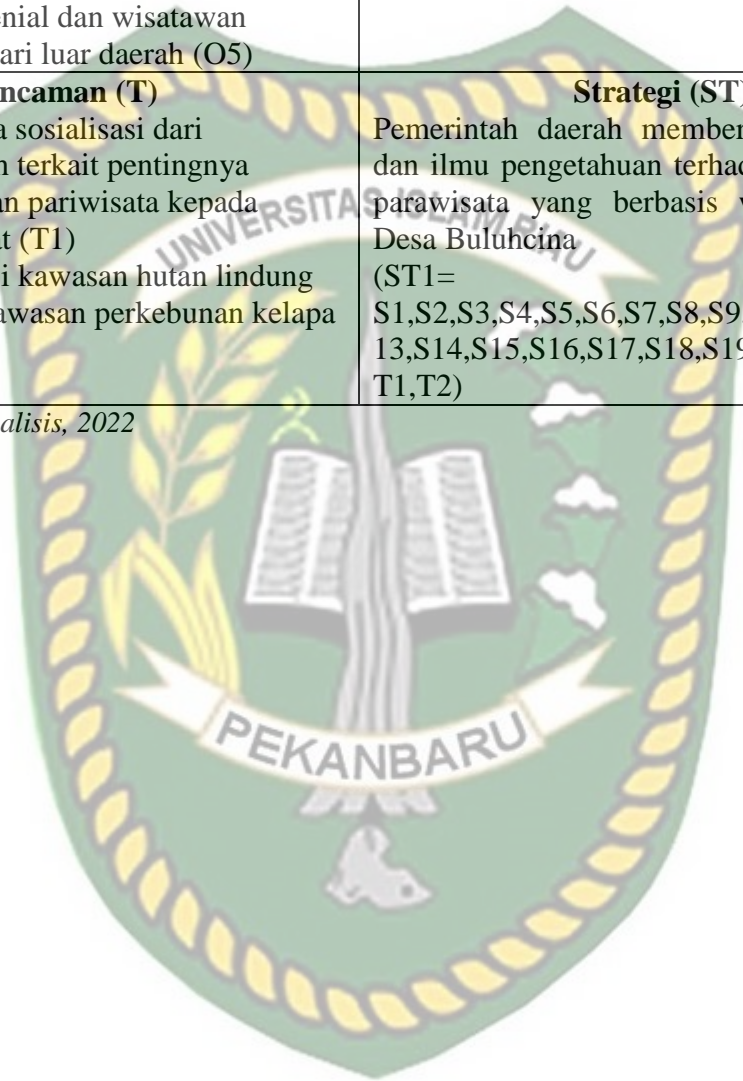 enial dan wisatawan
ari luar daerah (O5)
ncaman (T)
a sosialisasi dari
n terkait pentingnya
an pariwisata kepada
at (T1)
i kawasan hutan lindung
awasan perkebunan kelapa
Strategi (ST)
Pemerintah daerah member
dan ilmu pengetahuan terhad
parawisata yang berbasis w
Desa Buluhcina
(ST1=
S1,S2,S3,S4,S5,S6,S7,S8,S9
13,S14,S15,S16,S17,S18,S19
T1,T2)
alisis, 2022
UNIVERSITAS ISLAM RIAU
PEKANBARU